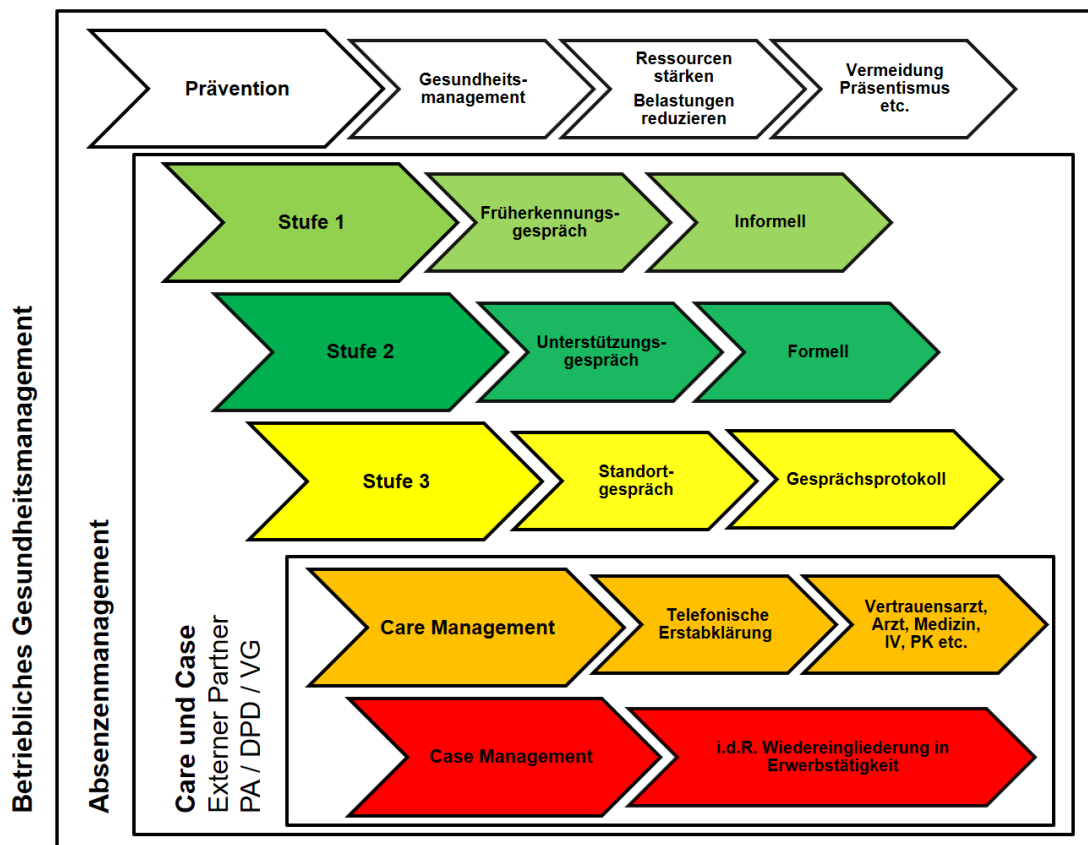 Prävention
Gesundheits-
management
Ressourcen
stärken
Belastungen
reduzieren
Vermeidung
Präsentismus
etc.
Stufe 1
Früherkennungs-
gespräch
Informell
Stufe 2
Unterstützungs-
gespräch
Formell
Stufe 3
Standort-
gespräch
Gesprächsprotokoll
Care Management
Telefonische
Erstabklärung
Vertrauensarzt,
Arzt, Medizin,
IV, PK etc.
Case Management
i.d.R. Wiedereingliederung in
Erwerbstätigkeit
Betriebliches Gesundheitsmanagement
Absenzenmanagement
Care und Case
Externer Partner
PA / DPD / VG